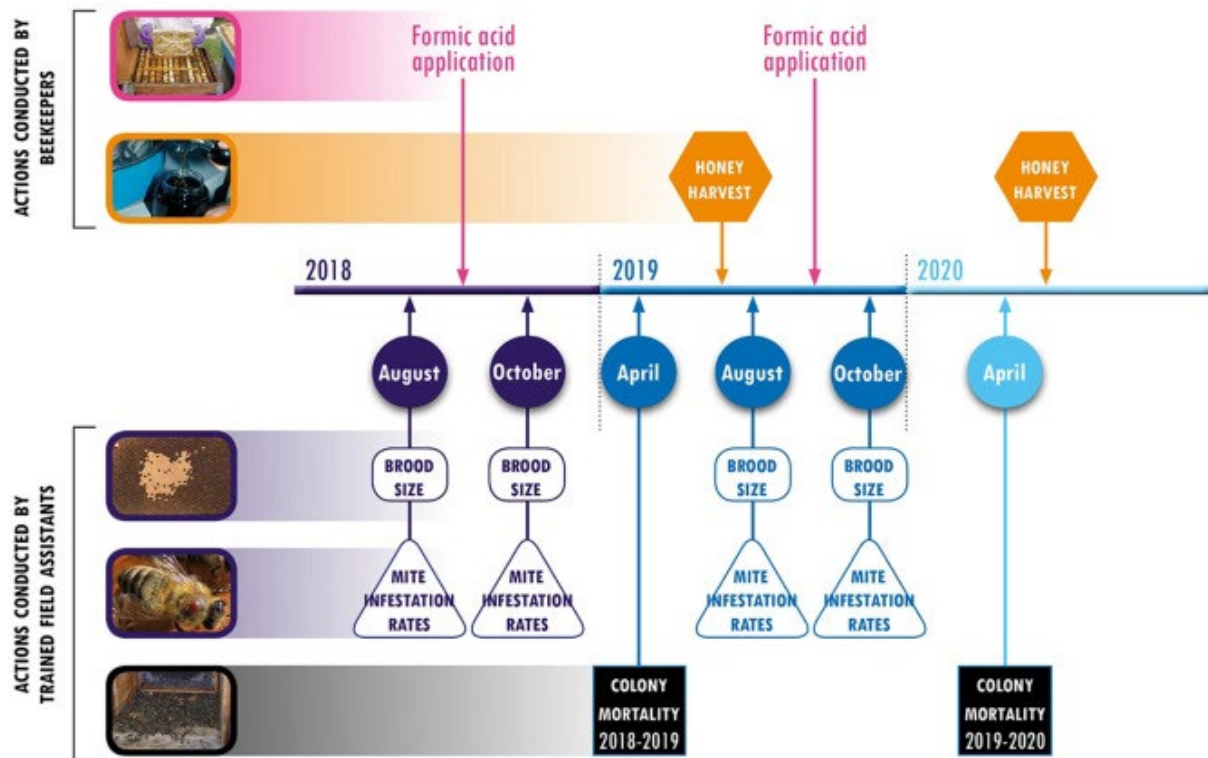 ACTIONS CONDUCTED BY
BEEKEEPERS
Formic acid
application
Formic acid
application
HONEY
HARVEST
HONEY
HARVEST
2018
2019
2020
August
October
April
August
October
April
ACTIONS CONDUCTED BY
TRAINED FIELD ASSISTANTS
BROOD
SIZE
BROOD
SIZE
BROOD
SIZE
BROOD
SIZE
MITE
INFESTATION
RATES
MITE
INFESTATION
RATES
MITE
INFESTATION
RATES
MITE
INFESTATION
RATES
COLONY
MORTALITY
2018-2019
COLONY
MORTALITY
2019-2020